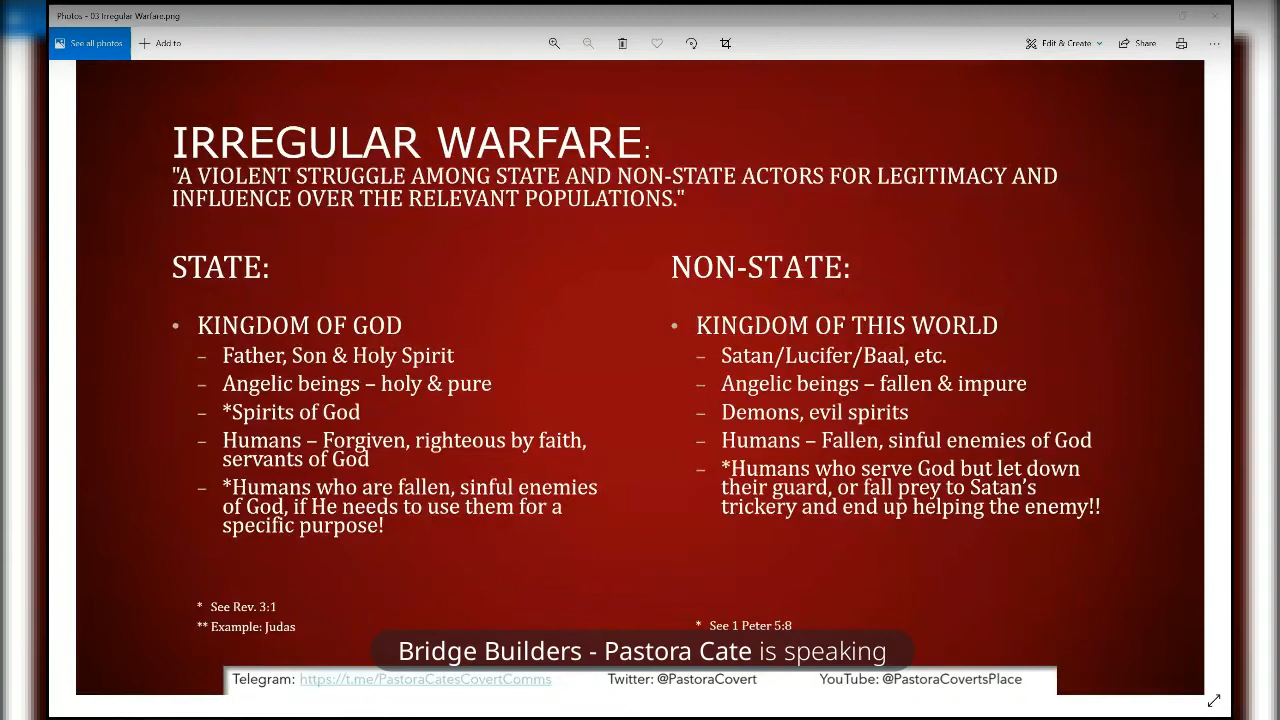 Photos - 03 Irregular Warfare.png
See all photos
Add to
Edit & Create
Share
IRREGULAR WARFARE:
"A VIOLENT STRUGGLE AMONG STATE AND NON-STATE ACTORS FOR LEGITIMACY AND
INFLUENCE OVER THE RELEVANT POPULATIONS."
STATE:
• KINGDOM OF GOD
– Father, Son & Holy Spirit
– Angelic beings – holy & pure
– *Spirits of God
– Humans – Forgiven, righteous by faith,
servants of God
– *Humans who are fallen, sinful enemies
of God, if He needs to use them for a
specific purpose!
* See Rev. 3:1
** Example: Judas
NON-STATE:
• KINGDOM OF THIS WORLD
– Satan/Lucifer/Baal, etc.
– Angelic beings – fallen & impure
– Demons, evil spirits
– Humans – Fallen, sinful enemies of God
– *Humans who serve God but let down
their guard, or fall prey to Satan's
trickery and end up helping the enemy!!
* See 1 Peter 5:8
Bridge Builders - Pastora Cate is speaking
Telegram: https://t.me/PastoraCatesCovertComms Twitter: @PastoraCovert YouTube: @PastoraCovertsPlace